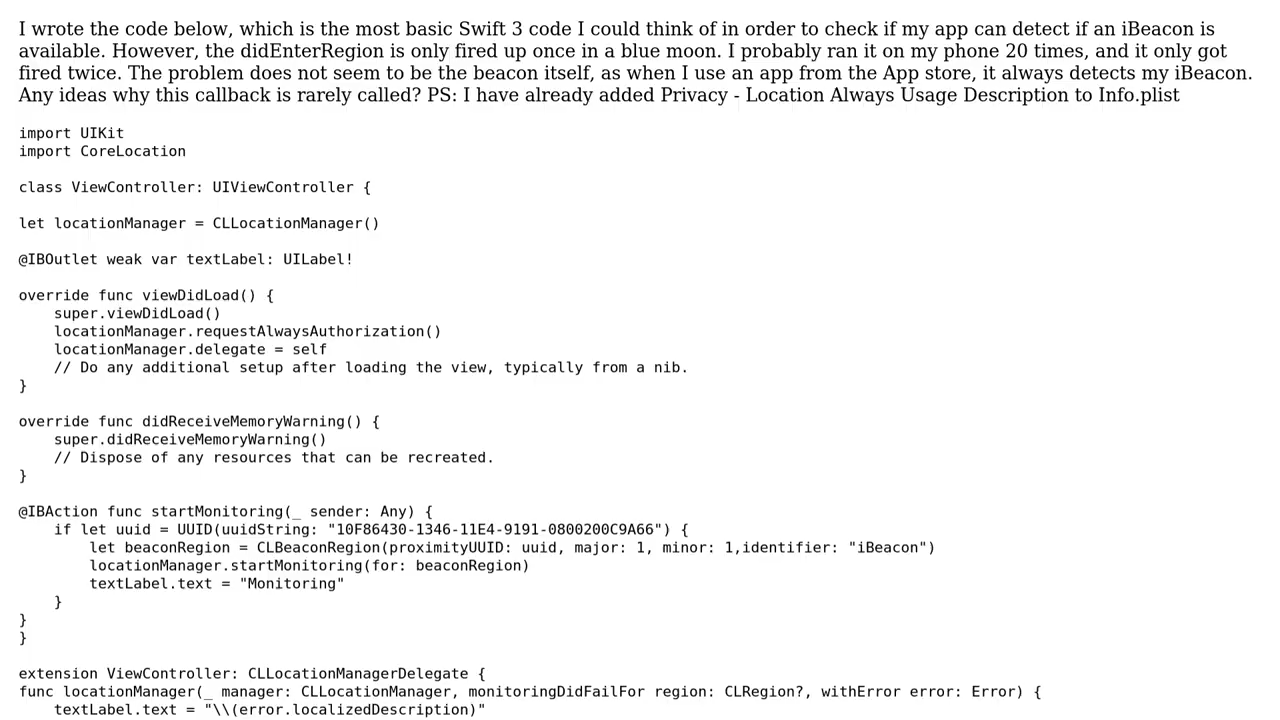 I wrote the code below, which is the most basic Swift 3 code I could think of in order to check if my app can detect if an iBeacon is
available. However, the didEnterRegion is only fired up once in a blue moon. I probably ran it on my phone 20 times, and it only got
fired twice. The problem does not seem to be the beacon itself, as when I use an app from the App store, it always detects my iBeacon.
Any ideas why this callback is rarely called? PS: I have already added Privacy - Location Always Usage Description to Info.plist
import UIKit
import CoreLocation
class ViewController: UIViewController {
let locationManager = CLLocationManager()
@IBOutlet weak var textLabel: UILabel!
override func viewDidLoad() {
    super.viewDidLoad()
    locationManager.requestAlwaysAuthorization()
    locationManager.delegate = self
    // Do any additional setup after loading the view, typically from a nib.
}
override func didReceiveMemoryWarning() {
    super.didReceiveMemoryWarning()
    // Dispose of any resources that can be recreated.
}
@IBAction func startMonitoring(_ sender: Any) {
    if let uuid = UUID(uuidString: "10F86430-1346-11E4-9191-0800200C9A66") {
        let beaconRegion = CLBeaconRegion(proximityUUID: uuid, major: 1, minor: 1,identifier: "iBeacon")
        locationManager.startMonitoring(for: beaconRegion)
        textLabel.text = "Monitoring"
    }
}
}
extension ViewController: CLLocationManagerDelegate {
func locationManager(_ manager: CLLocationManager, monitoringDidFailFor region: CLRegion?, withError error: Error) {
    textLabel.text = "\\(error.localizedDescription)"